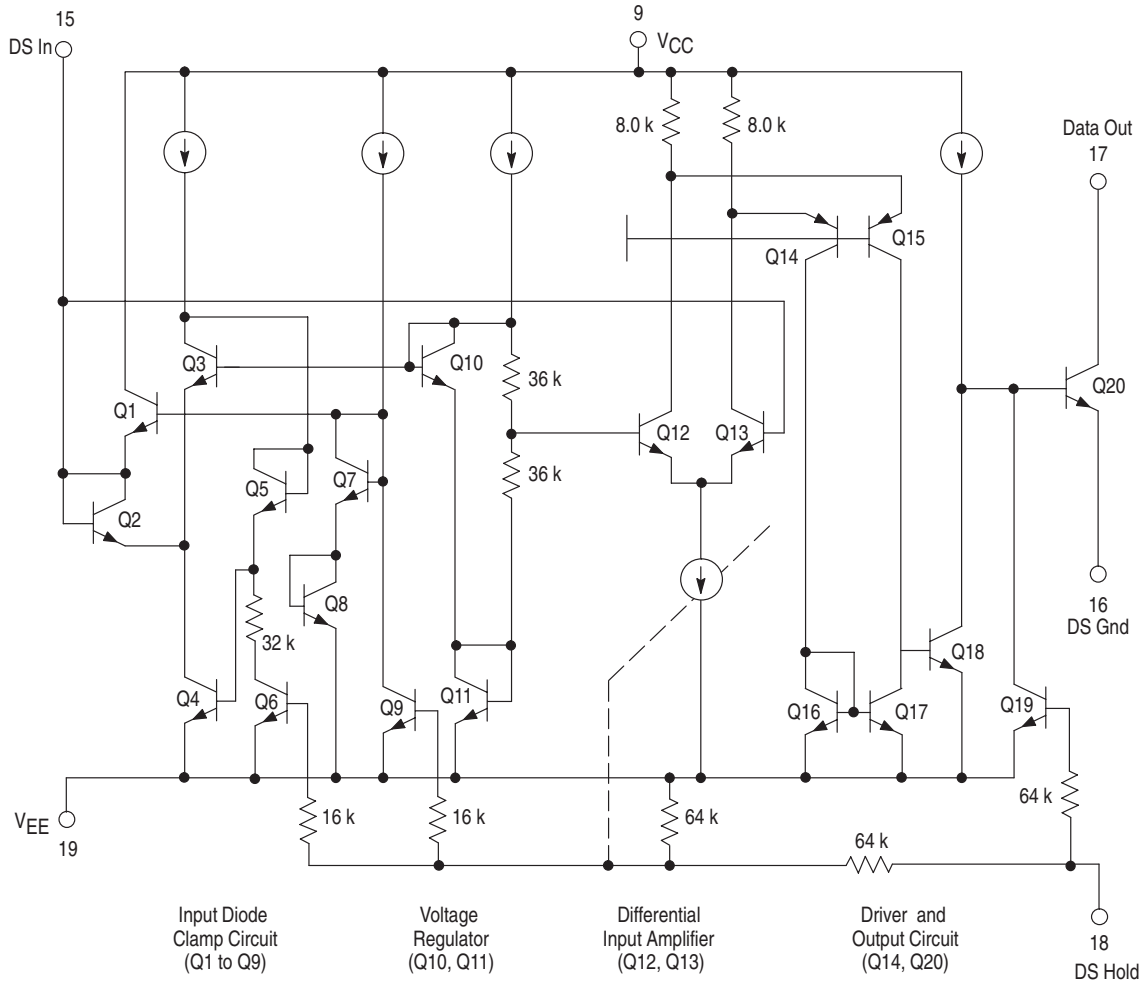 15
DS In
9
VCC
8.0 k
8.0 k
Data Out
17
Q15
Q14
Q3
Q10
36 k
Q20
Q1
Q12
Q13
Q5
Q7
36 k
Q2
Q8
16
DS Gnd
32 k
Q18
Q4
Q6
Q9
Q11
Q16
Q17
Q19
VEE
19
16 k
16 k
64 k
64 k
64 k
Input Diode
Clamp Circuit
(Q1 to Q9)
Voltage
Regulator
(Q10, Q11)
Differential
Input Amplifier
(Q12, Q13)
Driver and
Output Circuit
(Q14, Q20)
18
DS Hold